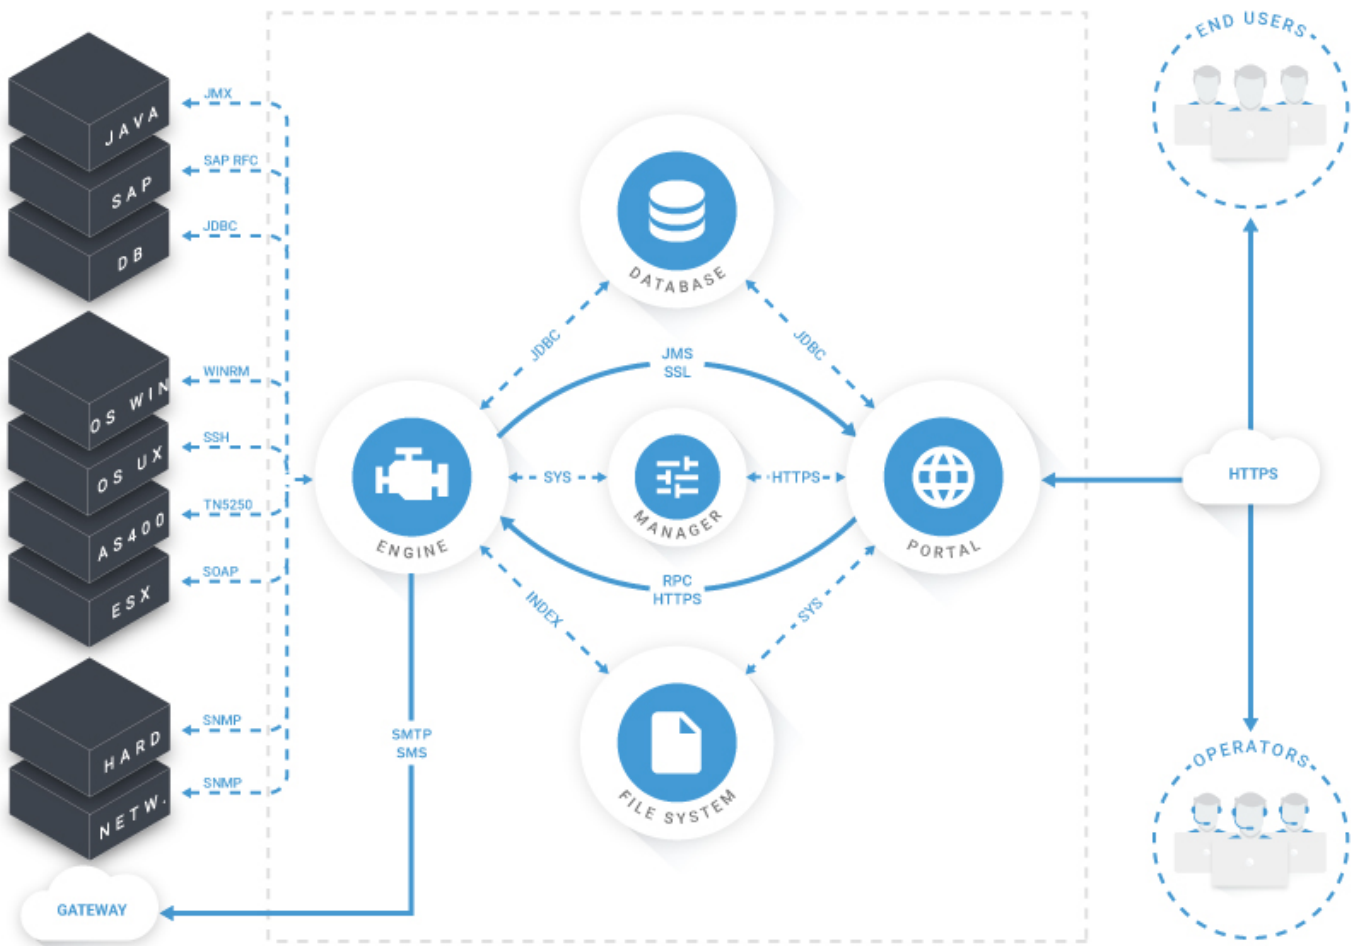 JAVA
SAP
DB
JMX
SAP RFC
JDBC
OS WIN
OS UX
AS400
ESX
WINRM
SSH
TN5250
SOAP
HARD
NETW.
SNMP
SNMP
GATEWAY
SMTP
SMS
ENGINE
DATABASE
JDBC
JDBC
JMS
SSL
SYS
MANAGER
HTTPS
RPC
HTTPS
INDEX
SYS
FILE SYSTEM
PORTAL
END USERS
HTTPS
OPERATORS